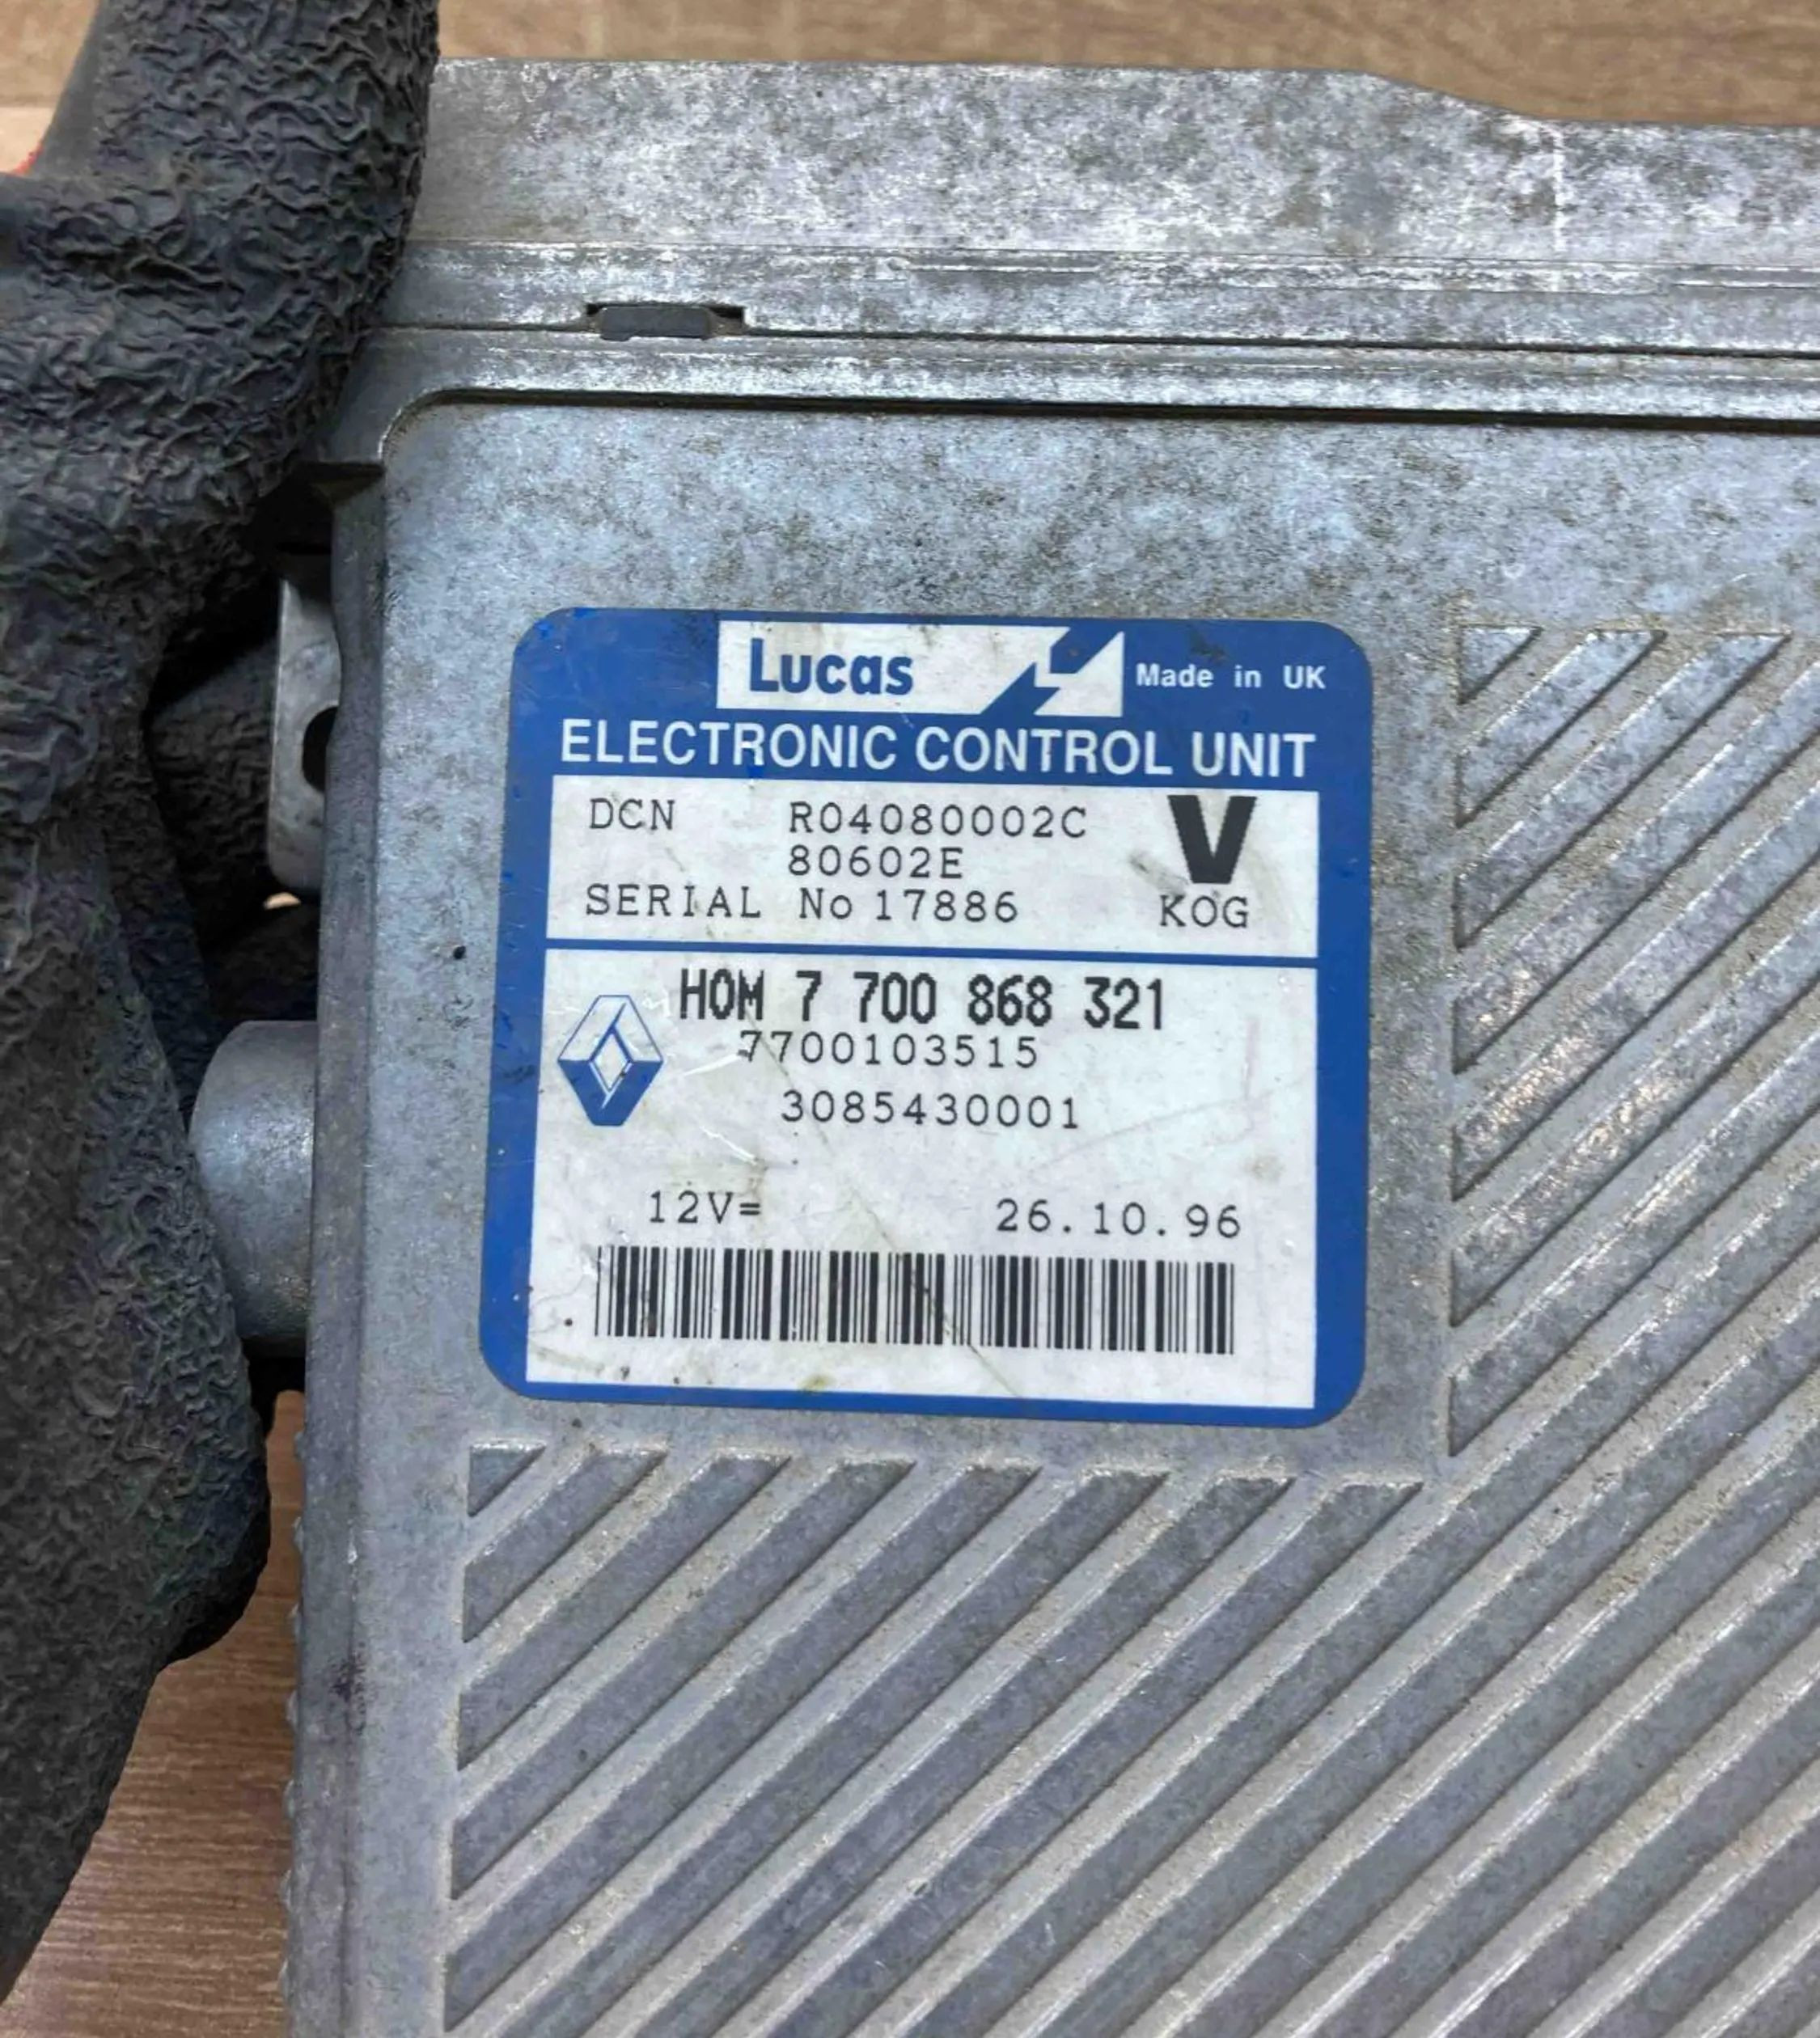 Lucas Made in UK
ELECTRONIC CONTROL UNIT
DCN R04080002C V
80602E
SERIAL No 17886 KOG
HOM 7 700 868 321
7700103515
3085430001
12V= 26.10.96